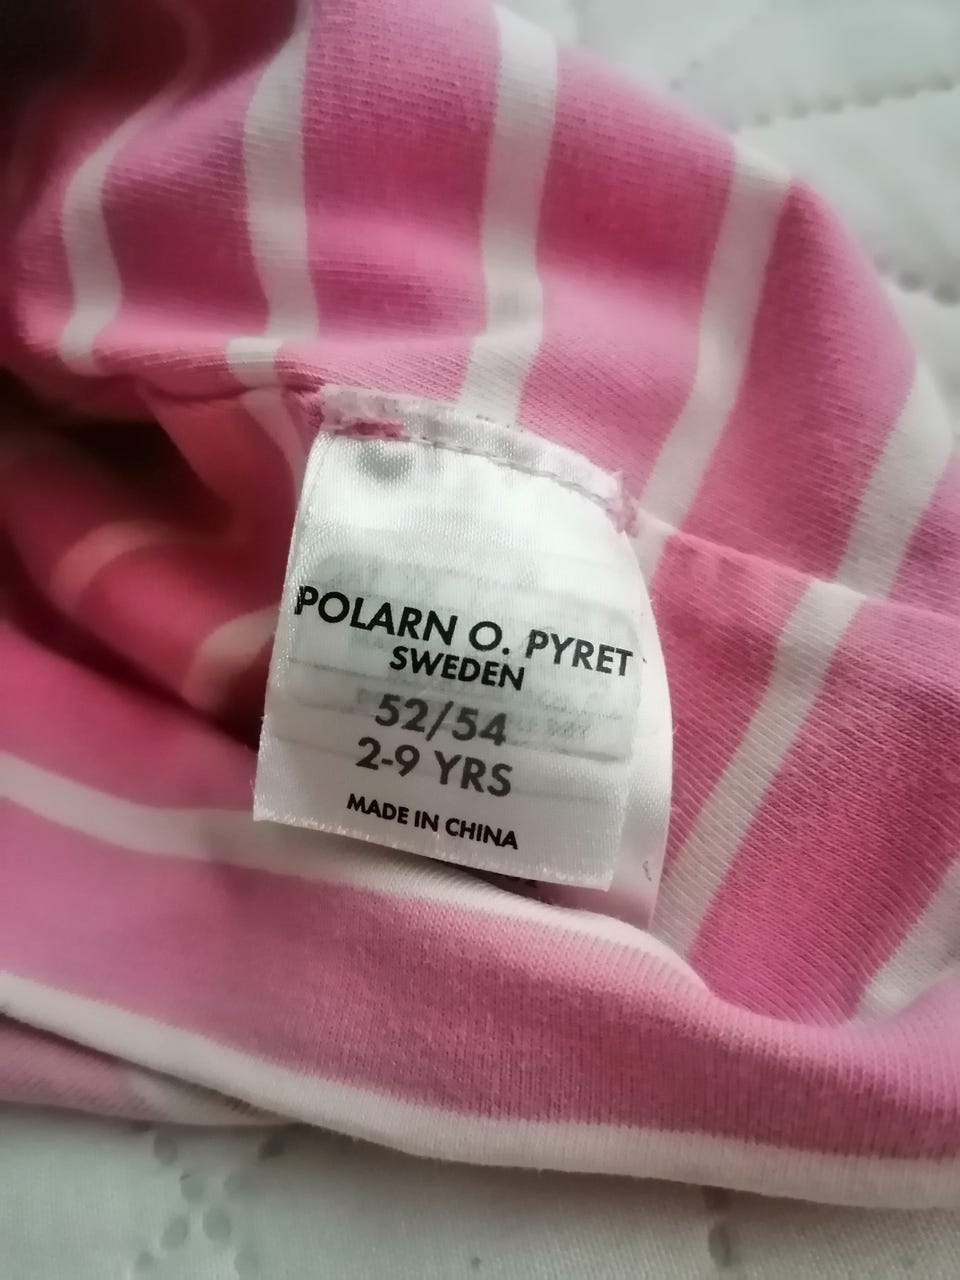 POLARN O. PYRET
SWEDEN
52/54
2-9 YRS
MADE IN CHINA